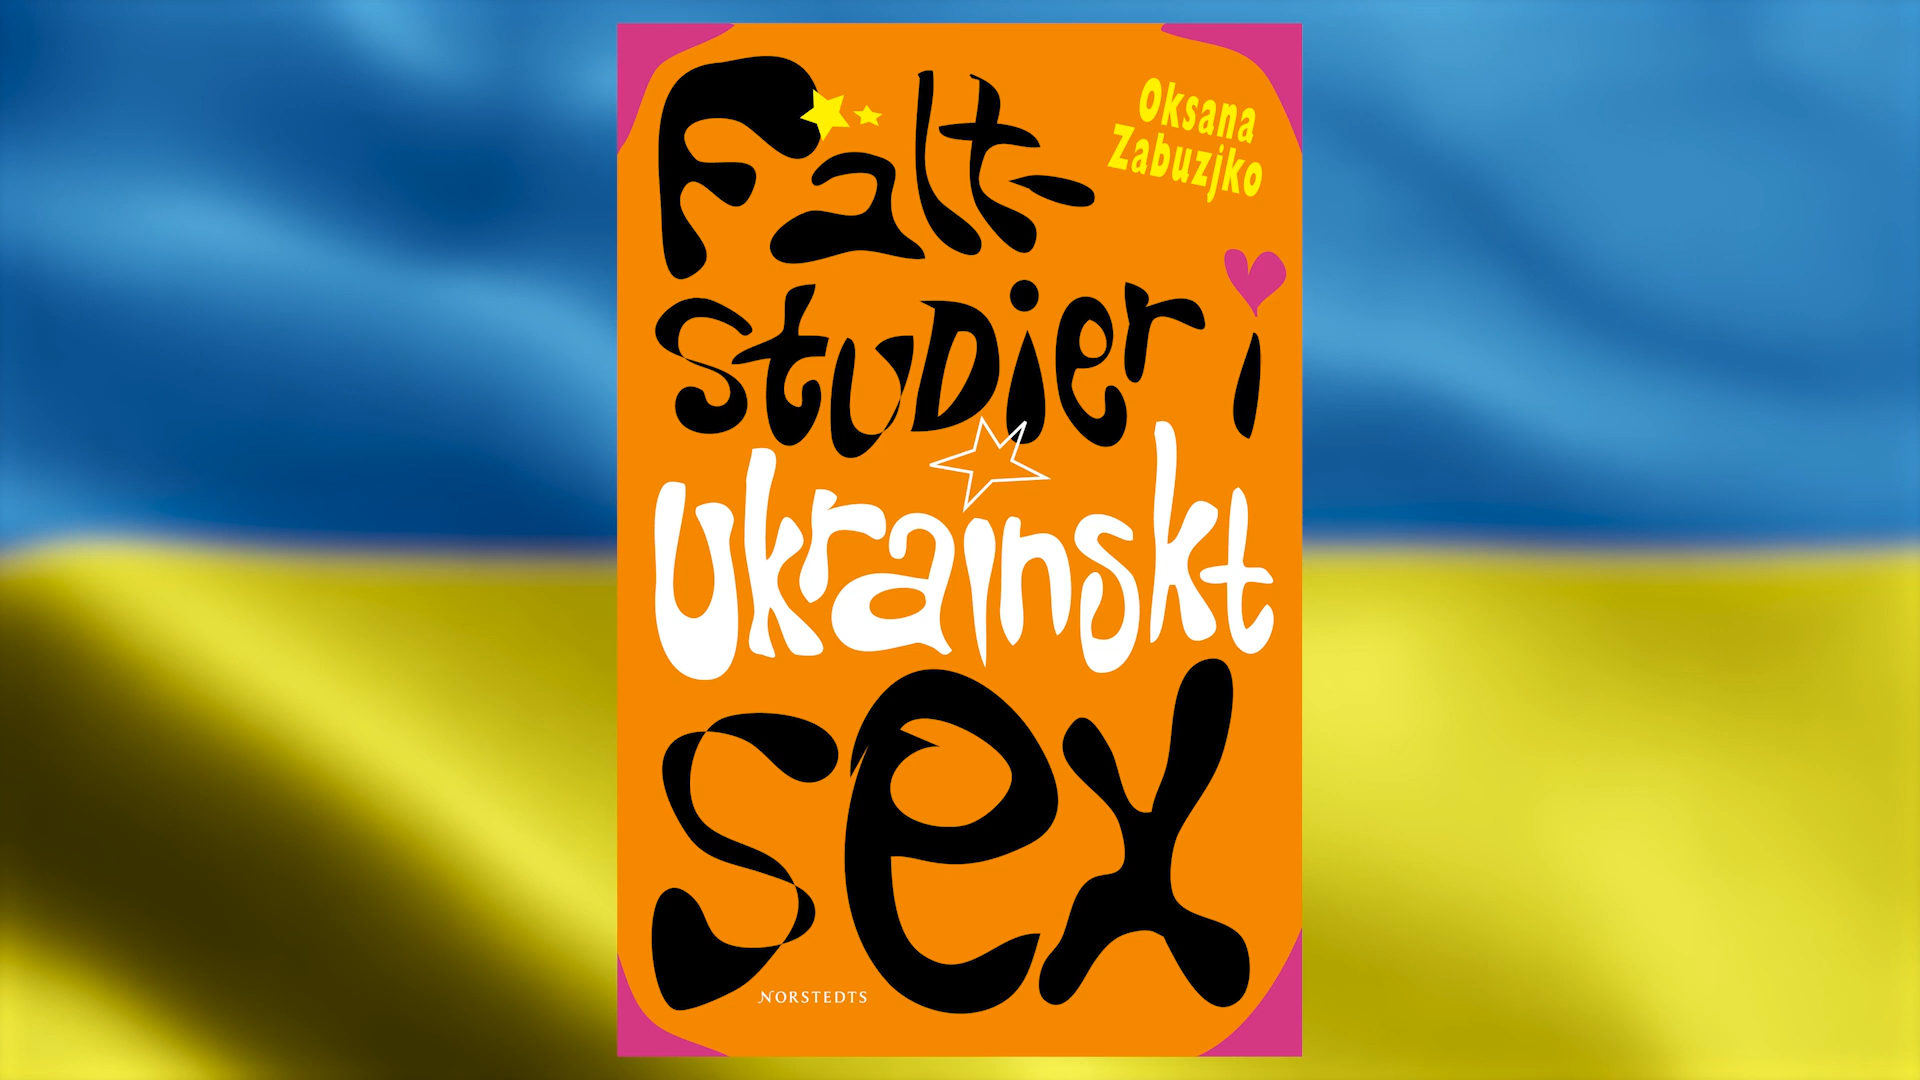 Fält-
Oksana
Zabuzjko
studier i
Ukrainskt
sex
NORSTEDTS